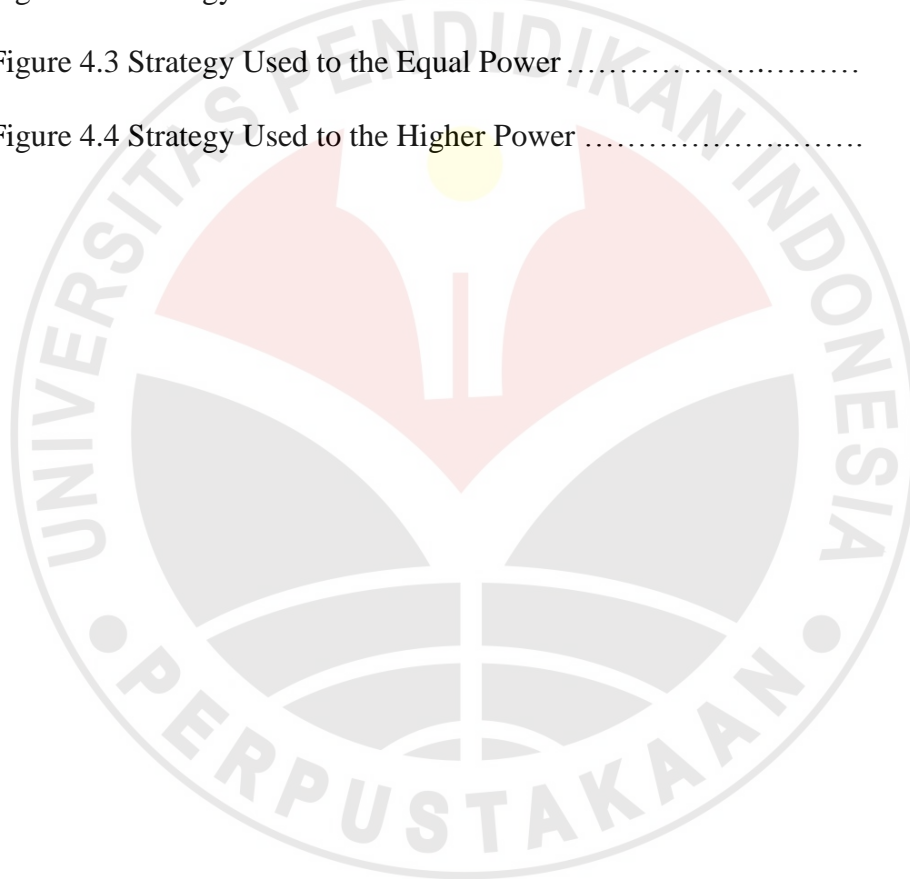 Figure 4.3 Strategy Used to the Equal Power ……………….………
Figure 4.4 Strategy Used to the Higher Power ………………..…….
UNIVERSITAS PENDIDIKAN INDONESIA
PERPUSTAKAAN